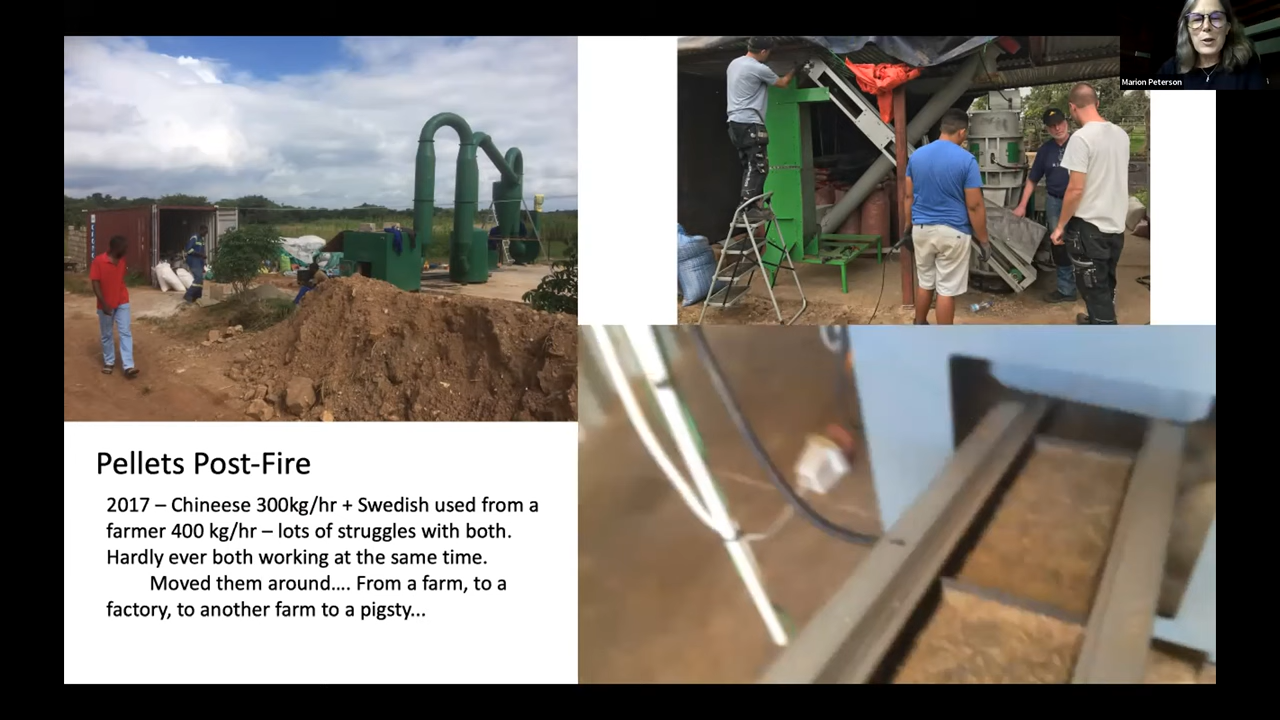 Marion Peterson
Pellets Post-Fire
2017 – Chineese 300kg/hr + Swedish used from a
farmer 400 kg/hr – lots of struggles with both.
Hardly ever both working at the same time.
Moved them around.... From a farm, to a
factory, to another farm to a pigsty...